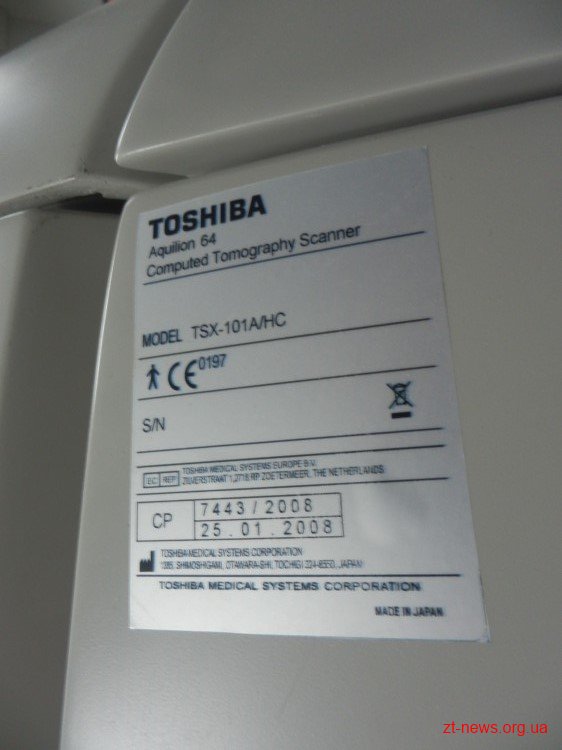 TOSHIBA
Aquilion 64
Computed Tomography Scanner
MODEL TSX-101A/HC
CE 0197
S/N
EC REP TOSHIBA MEDICAL SYSTEMS EUROPE B.V.
ZILVERSTRAAT 1, 2718 RP ZOETERMEER, THE NETHERLANDS
CP 7443/2008
25.01.2008
TOSHIBA MEDICAL SYSTEMS CORPORATION
1385, SHIMOISHIGAMI, OTAWARA-SHI, TOCHIGI 324-8550, JAPAN
TOSHIBA MEDICAL SYSTEMS CORPORATION
MADE IN JAPAN
zt-news.org.ua